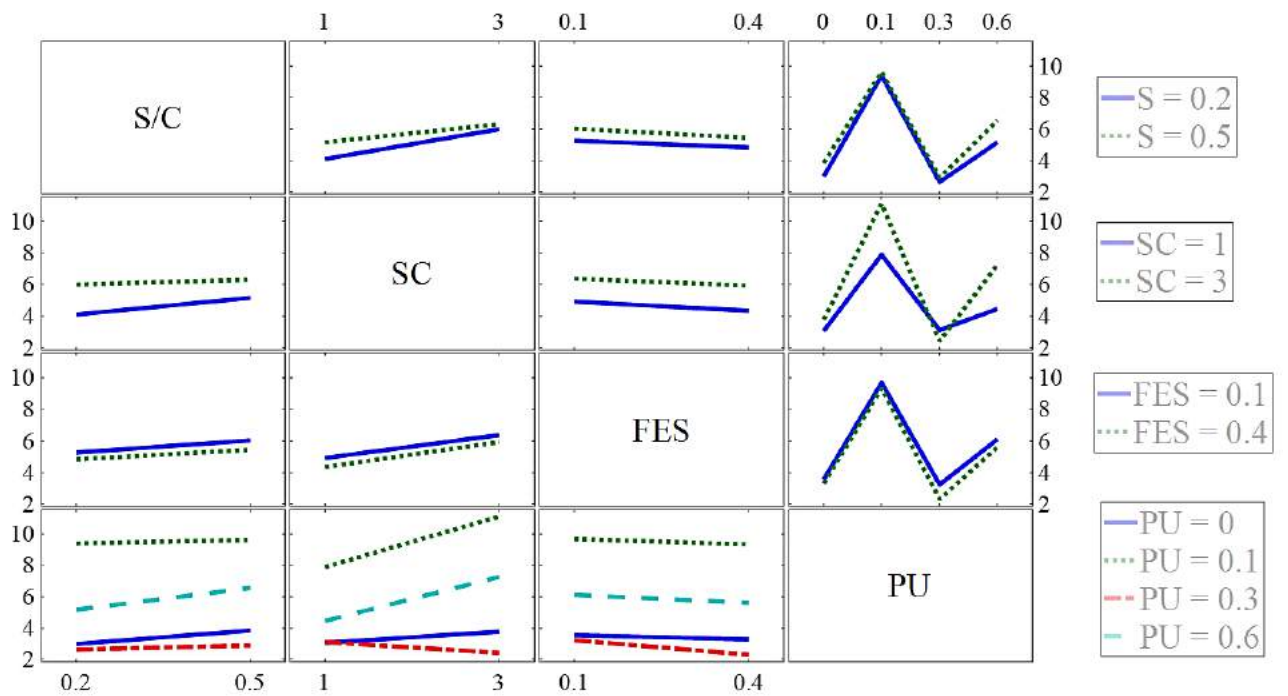 1 3 0.1 0.4 0 0.1 0.3 0.6
S/C
10
8
6
4
2
S = 0.2
S = 0.5
10
8
6
4
2
SC
10
8
6
4
2
SC = 1
SC = 3
10
8
6
4
2
FES
10
8
6
4
2
FES = 0.1
FES = 0.4
10
8
6
4
2
PU
PU = 0
PU = 0.1
PU = 0.3
PU = 0.6
0.2 0.5 1 3 0.1 0.4